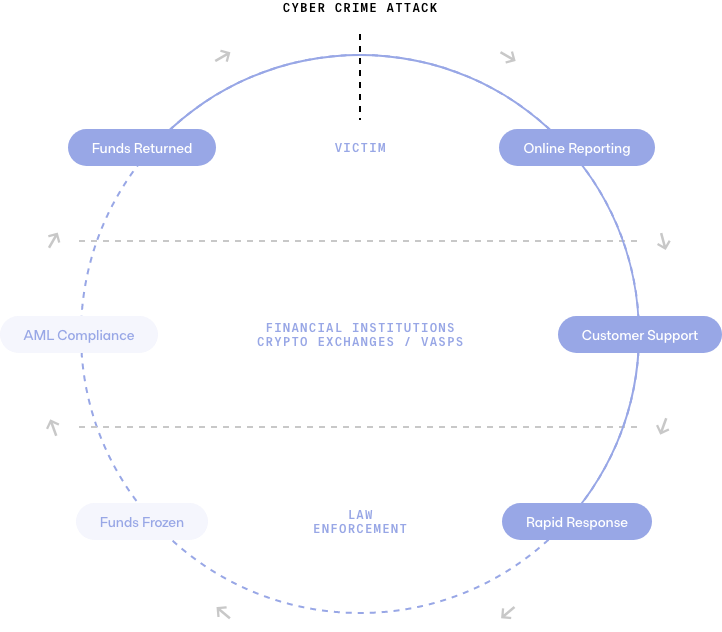 CYBER CRIME ATTACK
Funds Returned
VICTIM
Online Reporting
AML Compliance
FINANCIAL INSTITUTIONS
CRYPTO EXCHANGES / VASPS
Customer Support
Funds Frozen
LAW
ENFORCEMENT
Rapid Response